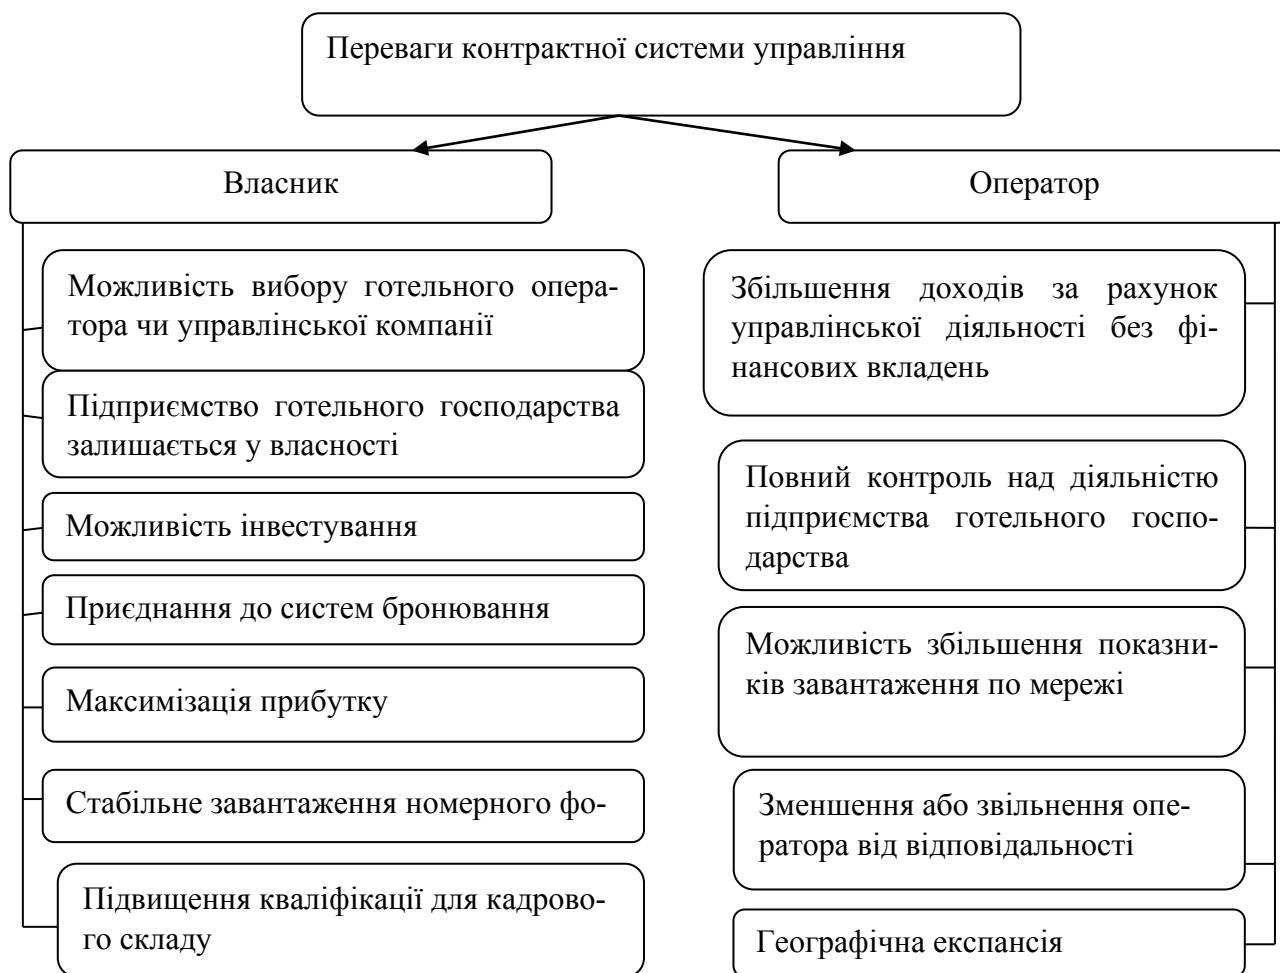 Переваги контрактної системи управління
Власник
Можливість вибору готельного опера-
тора чи управлінської компанії
Підприємство готельного господарства
залишається у власності
Можливість інвестування
Приєднання до систем бронювання
Максимізація прибутку
Стабільне завантаження номерного фо-
Підвищення кваліфікації для кадрово-
го складу
Оператор
Збільшення доходів за рахунок
управлінської діяльності без фі-
нансових вкладень
Повний контроль над діяльністю
підприємства готельного госпо-
дарства
Можливість збільшення показни-
ків завантаження по мережі
Зменшення або звільнення опе-
ратора від відповідальності
Географічна експансія